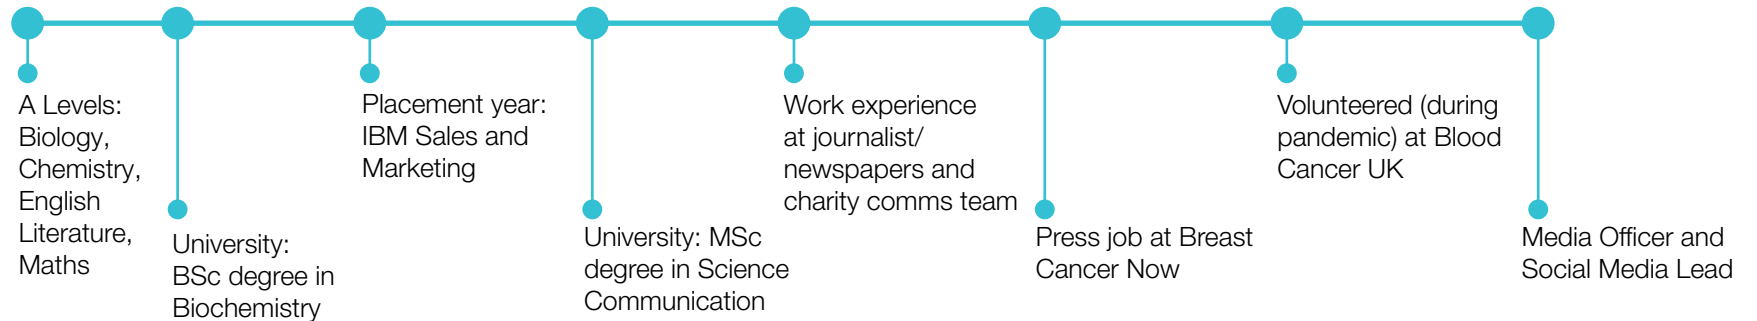 A Levels:
Biology,
Chemistry,
English
Literature,
Maths
University:
BSc degree in
Biochemistry
Placement year:
IBM Sales and
Marketing
University: MSc
degree in Science
Communication
Work experience
at journalist/
newspapers and
charity comms team
Press job at Breast
Cancer Now
Volunteered (during
pandemic) at Blood
Cancer UK
Media Officer and
Social Media Lead